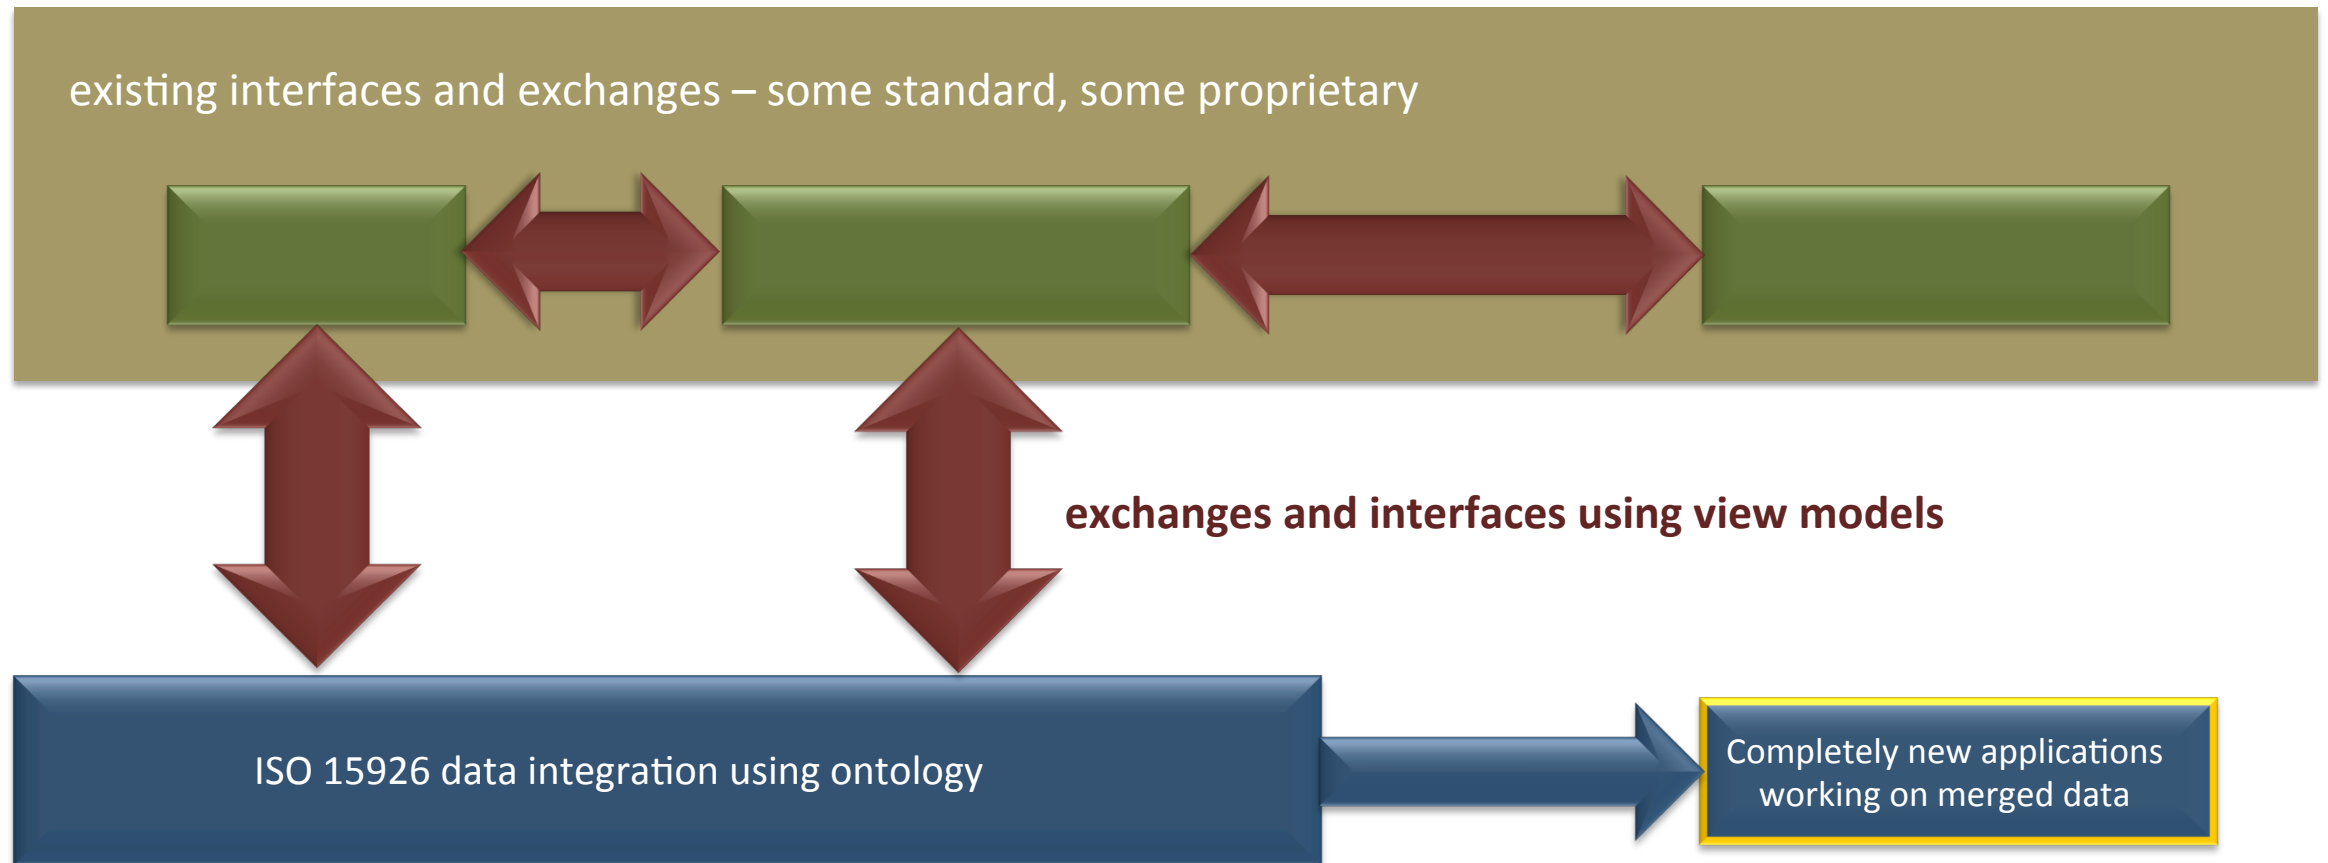 existing interfaces and exchanges – some standard, some proprietary
exchanges and interfaces using view models
ISO 15926 data integration using ontology
Completely new applications
working on merged data